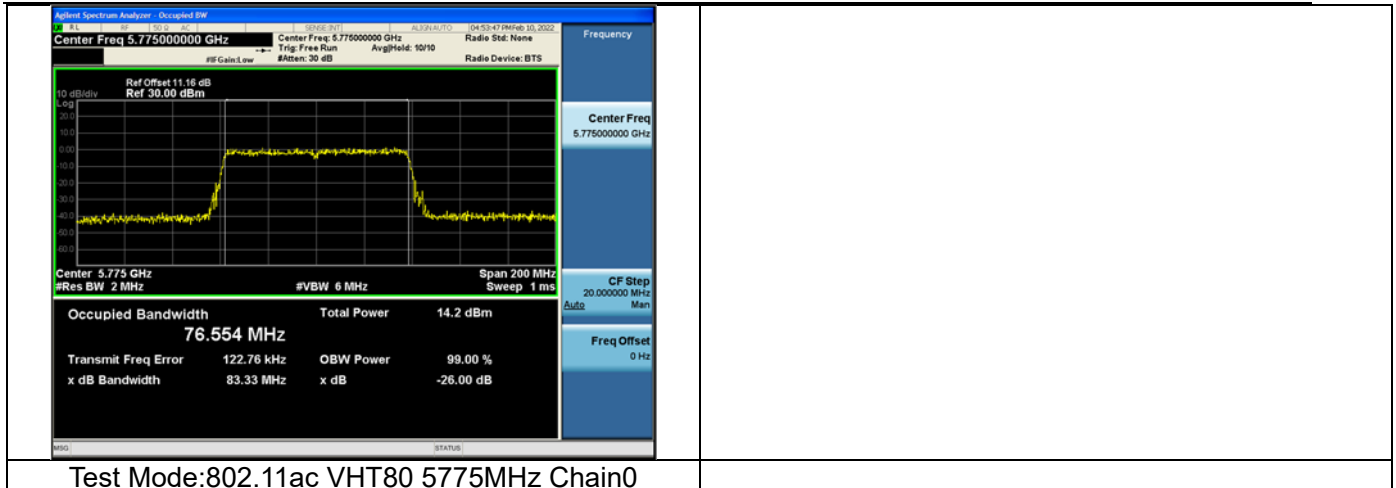 Agilent Spectrum Analyzer - Occupied BW
RL RF 50 Ω AC SENSE:INT ALIGN AUTO 04:53:47 PM Feb 10, 2022
Center Freq 5.775000000 GHz
Center Freq: 5.775000000 GHz
Radio Std: None
Trig: Free Run Avg|Hold: 10/10
#IFGain:Low #Atten: 30 dB Radio Device: BTS
Ref Offset 11.16 dB
10 dB/div Ref 30.00 dBm
Log
20.0
10.0
0.00
-10.0
-20.0
-30.0
-40.0
-50.0
-60.0
Center 5.775 GHz Span 200 MHz
#Res BW 2 MHz #VBW 6 MHz Sweep 1 ms
Occupied Bandwidth Total Power 14.2 dBm
76.554 MHz
Transmit Freq Error 122.76 kHz OBW Power 99.00 %
x dB Bandwidth 83.33 MHz x dB -26.00 dB
MSG STATUS
Frequency
Center Freq
5.775000000 GHz
CF Step
20.000000 MHz
Auto Man
Freq Offset
0 Hz
Test Mode:802.11ac VHT80 5775MHz Chain0